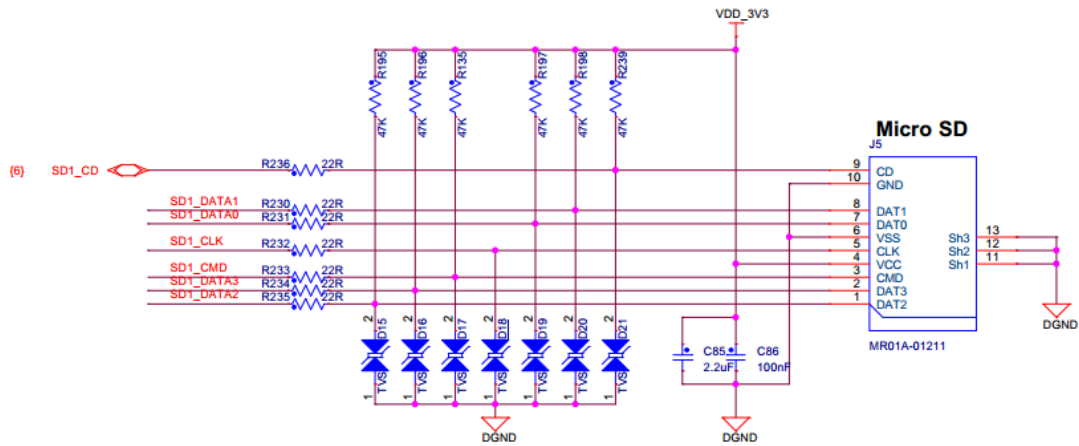 VDD_3V3
R195 R196 R135 R197 R198 R239
47K 47K 47K 47K 47K 47K
Micro SD
J5
{6} SD1_CD R236 22R 9 CD
10 GND
SD1_DATA1 R230 22R 8 DAT1
SD1_DATA0 R231 22R 7 DAT0
6 VSS Sh3 13
SD1_CLK R232 22R 5 CLK Sh2 12
4 VCC Sh1 11
SD1_CMD R233 22R 3 CMD
SD1_DATA3 R234 22R 2 DAT3
SD1_DATA2 R235 22R 1 DAT2
DGND
MR01A-01211
2 D15 2 D16 2 D17 2 D18 2 D19 2 D20 2 D21
C85 C86
2.2uF 100nF
1 TVS 1 TVS 1 TVS 1 TVS 1 TVS 1 TVS 1 TVS
DGND DGND